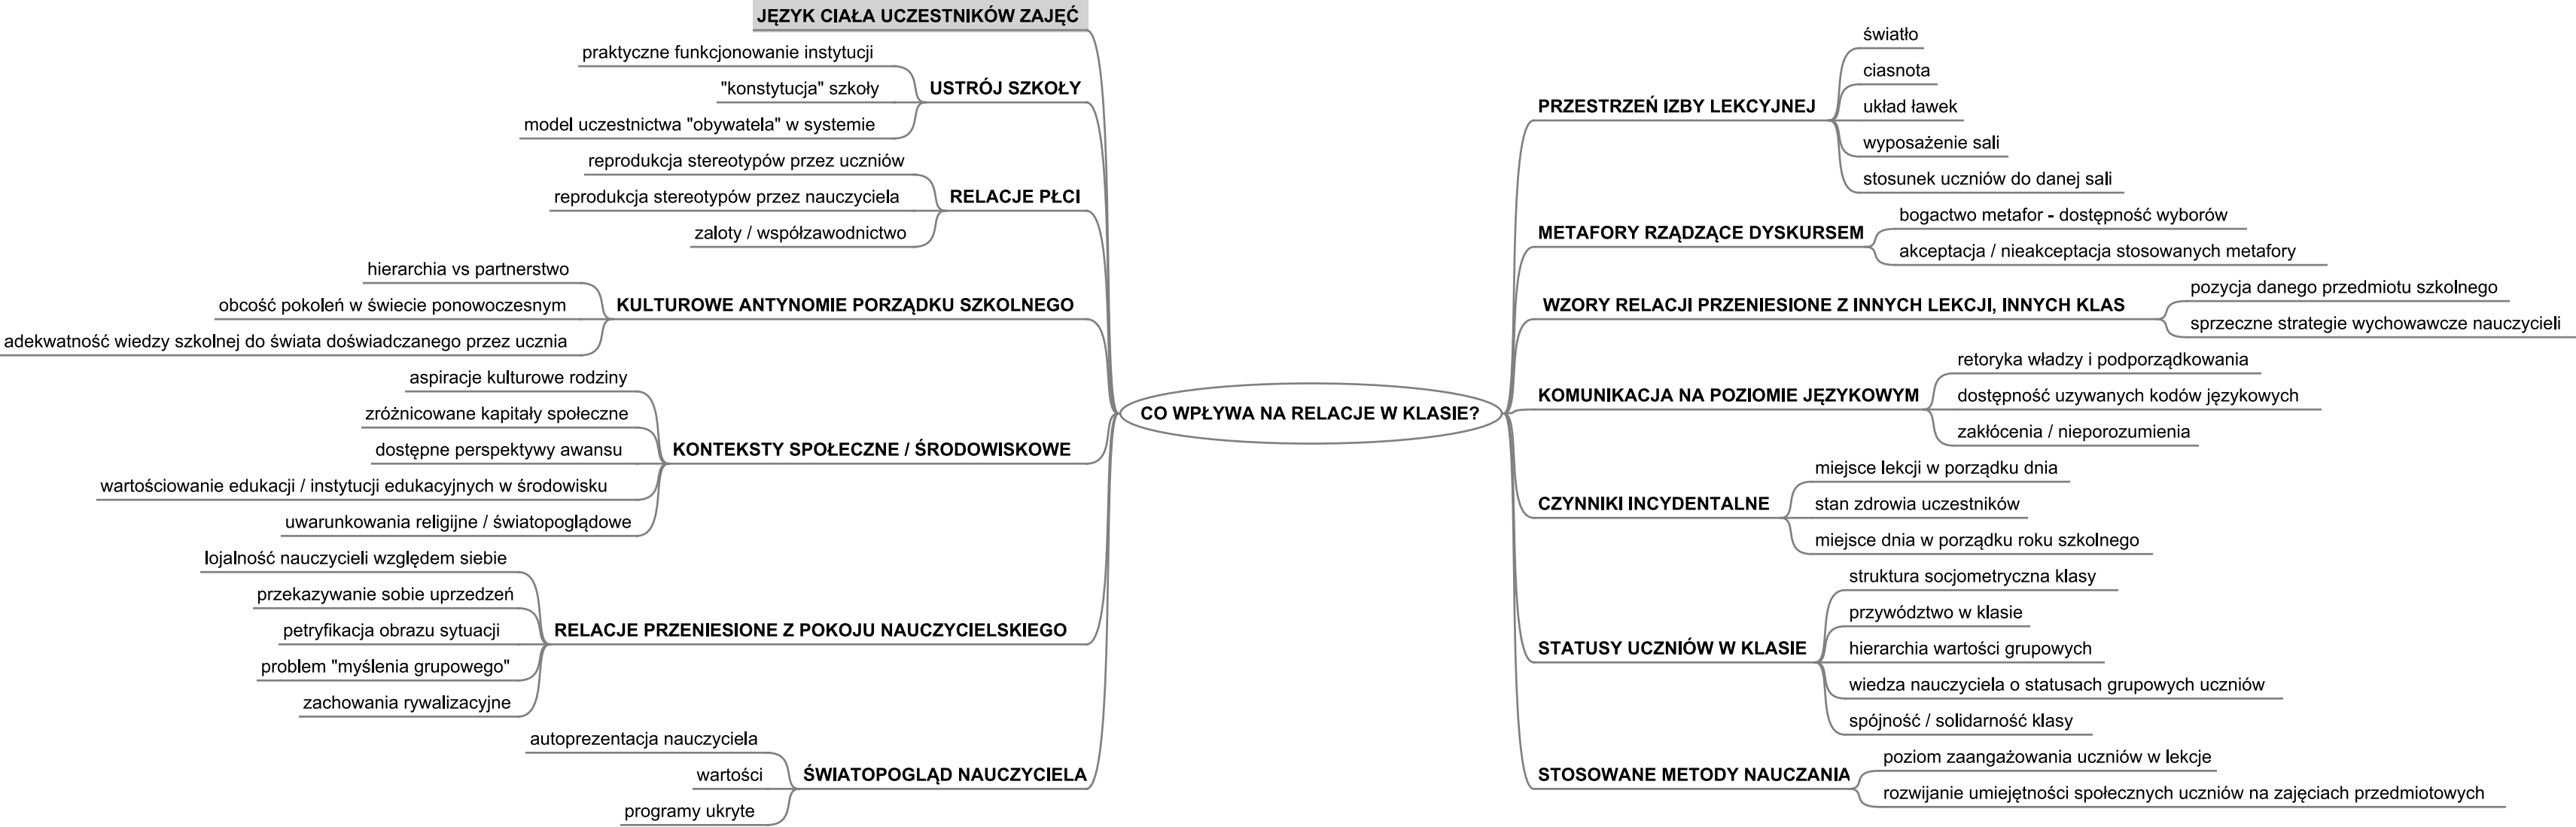 JĘZYK CIAŁA UCZESTNIKÓW ZAJĘĆ
praktyczne funkcjonowanie instytucji
"konstytucja" szkoły
model uczestnictwa "obywatela" w systemie
USTRÓJ SZKOŁY
reprodukcja stereotypów przez uczniów
reprodukcja stereotypów przez nauczyciela
zaloty / współzawodnictwo
RELACJE PŁCI
hierarchia vs partnerstwo
obcość pokoleń w świecie ponowoczesnym
adekwatność wiedzy szkolnej do świata doświadczanego przez ucznia
KULTUROWE ANTYNOMIE PORZĄDKU SZKOLNEGO
aspiracje kulturowe rodziny
zróżnicowane kapitały społeczne
dostępne perspektywy awansu
wartościowanie edukacji / instytucji edukacyjnych w środowisku
uwarunkowania religijne / światopoglądowe
KONTEKSTY SPOŁECZNE / ŚRODOWISKOWE
lojalność nauczycieli względem siebie
przekazywanie sobie uprzedzeń
petryfikacja obrazu sytuacji
problem "myślenia grupowego"
zachowania rywalizacyjne
RELACJE PRZENIESIONE Z POKOJU NAUCZYCIELSKIEGO
autoprezentacja nauczyciela
wartości
programy ukryte
ŚWIATOPOGLĄD NAUCZYCIELA
CO WPŁYWA NA RELACJE W KLASIE?
PRZESTRZEŃ IZBY LEKCYJNEJ
światło
ciasnota
układ ławek
wyposażenie sali
stosunek uczniów do danej sali
METAFORY RZĄDZĄCE DYSKURSEM
bogactwo metafor - dostępność wyborów
akceptacja / nieakceptacja stosowanych metafory
WZORY RELACJI PRZENIESIONE Z INNYCH LEKCJI, INNYCH KLAS
pozycja danego przedmiotu szkolnego
sprzeczne strategie wychowawcze nauczycieli
KOMUNIKACJA NA POZIOMIE JĘZYKOWYM
retoryka władzy i podporządkowania
dostępność uzywanych kodów językowych
zakłócenia / nieporozumienia
CZYNNIKI INCYDENTALNE
miejsce lekcji w porządku dnia
stan zdrowia uczestników
miejsce dnia w porządku roku szkolnego
STATUSY UCZNIÓW W KLASIE
struktura socjometryczna klasy
przywództwo w klasie
hierarchia wartości grupowych
wiedza nauczyciela o statusach grupowych uczniów
spójność / solidarność klasy
STOSOWANE METODY NAUCZANIA
poziom zaangażowania uczniów w lekcje
rozwijanie umiejętności społecznych uczniów na zajęciach przedmiotowych